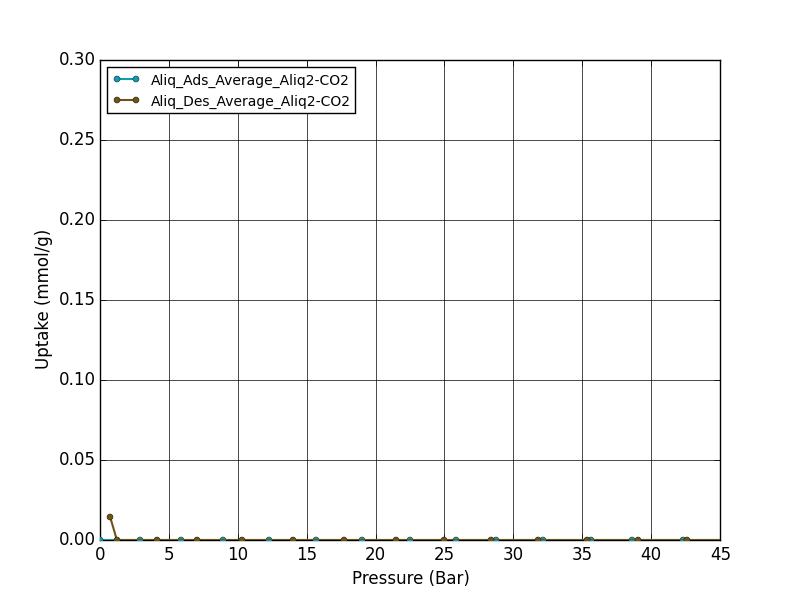 0.30
Aliq_Ads_Average_Aliq2-CO2
Aliq_Des_Average_Aliq2-CO2
0.25
0.20
0.15
0.10
0.05
0.00
Uptake (mmol/g)
0 5 10 15 20 25 30 35 40 45
Pressure (Bar)